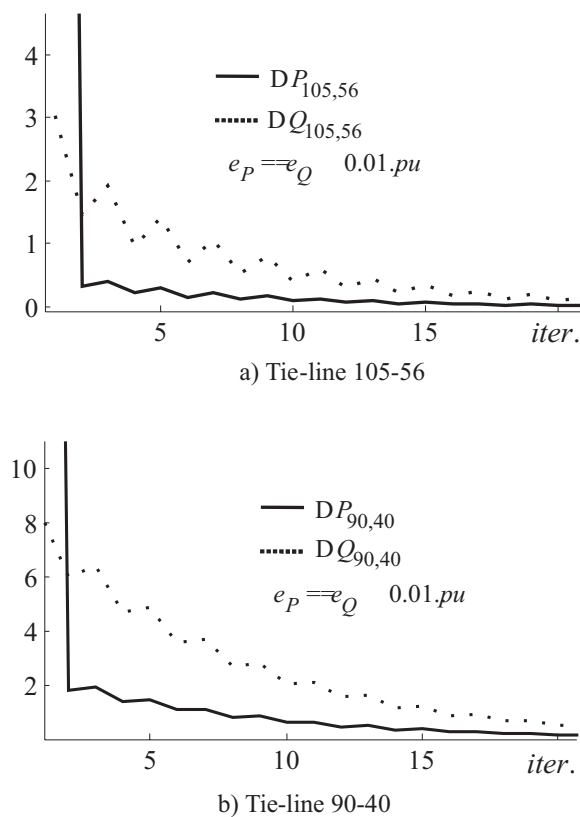 4
3
2
1
0
DP105,56
DQ105,56
eP ==eQ 0.01.pu
5 10 15 iter.
a) Tie-line 105-56
10
8
6
4
2
DP90,40
DQ90,40
eP ==eQ 0.01.pu
5 10 15 iter.
b) Tie-line 90-40